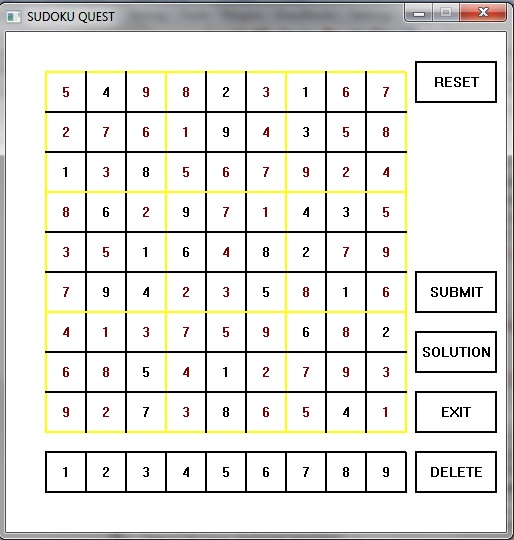 SUDOKU QUEST
5 4 9 8 2 3 1 6 7
RESET
2 7 6 1 9 4 3 5 8
1 3 8 5 6 7 9 2 4
8 6 2 9 7 1 4 3 5
3 5 1 6 4 8 2 7 9
7 9 4 2 3 5 8 1 6
SUBMIT
4 1 3 7 5 9 6 8 2
SOLUTION
6 8 5 4 1 2 7 9 3
9 2 7 3 8 6 5 4 1
EXIT
1 2 3 4 5 6 7 8 9
DELETE